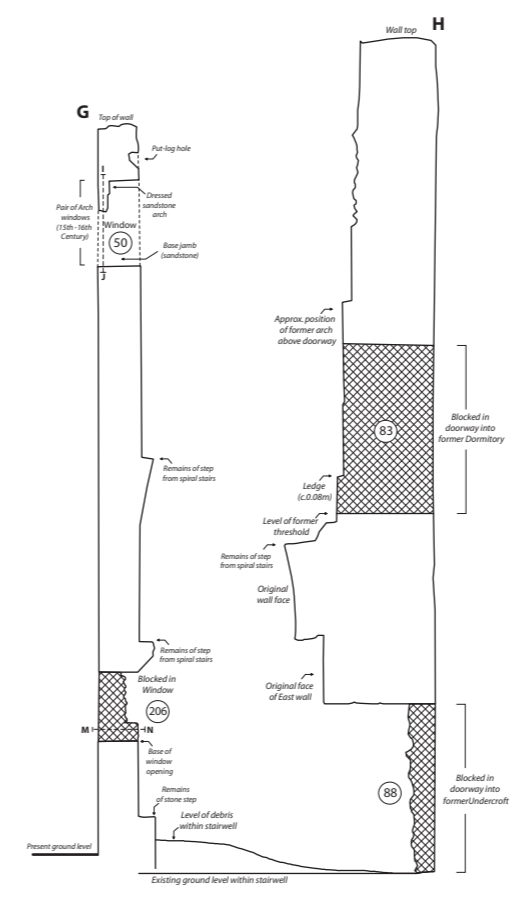 H
Wall top
G
Top of wall
Put-log hole
I
Dressed
sandstone
arch
Pair of Arch
windows
(15th -16th
Century)
Window
50
Base jamb
(sandstone)
J
Approx. position
of former arch
above doorway
83
Blocked in
doorway into
former Dormitory
Remains of step
from spiral stairs
Ledge
(c.0.08m)
Level of former
threshold
Remains of step
from spiral stairs
Original
wall face
Remains of step
from spiral stairs
Blocked in
Window
206
Original face
of East wall
M
N
Base of
window
opening
Remains
of stone step
88
Blocked in
doorway into
formerUndercroft
Level of debris
within stairwell
Present ground level
Existing ground level within stairwell